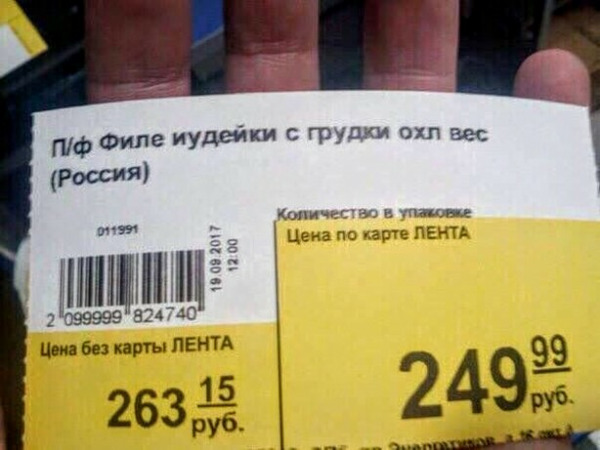 П/ф Филе иудейки с грудки охл вес
(Россия)
011991
19.09.2017
12:00
2 099999 824740
Количество в упаковке
Цена по карте ЛЕНТА
249 99
руб.
Цена без карты ЛЕНТА
263 15
руб.